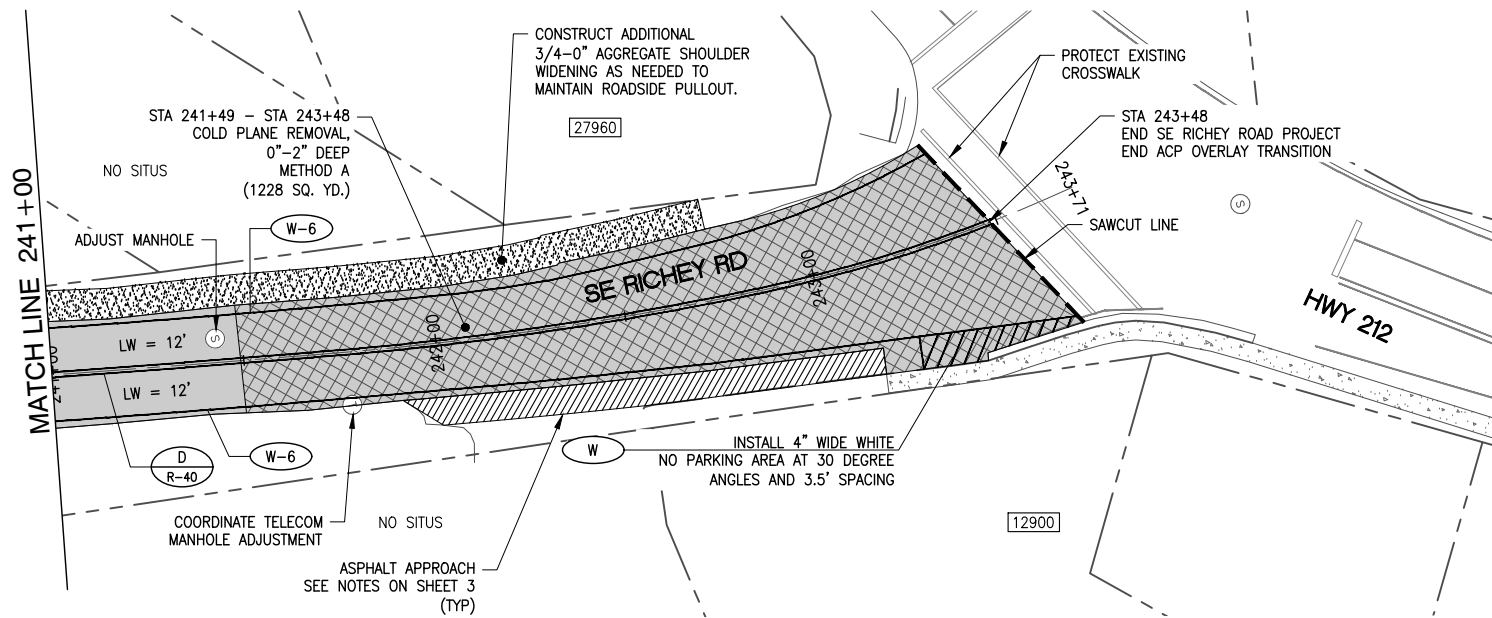 CONSTRUCT ADDITIONAL
3/4-0" AGGREGATE SHOULDER
WIDENING AS NEEDED TO
MAINTAIN ROADSIDE PULLOUT.
PROTECT EXISTING
CROSSWALK
STA 241+49 - STA 243+48
COLD PLANE REMOVAL,
0"-2" DEEP
METHOD A
(1228 SQ. YD.)
27960
STA 243+48
END SE RICHEY ROAD PROJECT
END ACP OVERLAY TRANSITION
NO SITUS
243+71
MATCH LINE 241+00
ADJUST MANHOLE
W-6
SAWCUT LINE
S
SE RICHEY RD
243+00
HWY 212
S
LW = 12'
242+00
LW = 12'
D
R-40
W-6
W
INSTALL 4" WIDE WHITE
NO PARKING AREA AT 30 DEGREE
ANGLES AND 3.5' SPACING
COORDINATE TELECOM
MANHOLE ADJUSTMENT
NO SITUS
12900
ASPHALT APPROACH
SEE NOTES ON SHEET 3
(TYP)